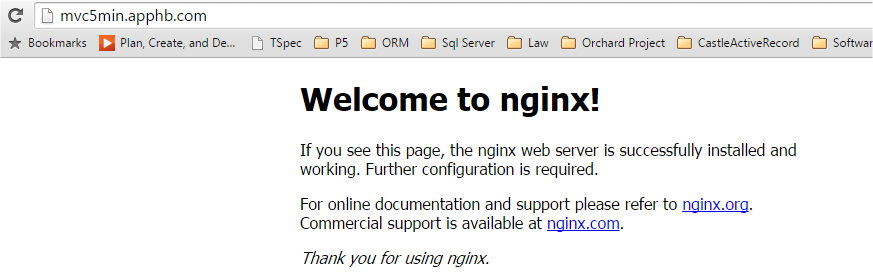 mvc5min.apphb.com
Bookmarks Plan, Create, and De... TSpec P5 ORM Sql Server Law Orchard Project CastleActiveRecord Software
Welcome to nginx!
If you see this page, the nginx web server is successfully installed and
working. Further configuration is required.
For online documentation and support please refer to nginx.org.
Commercial support is available at nginx.com.
Thank you for using nginx.